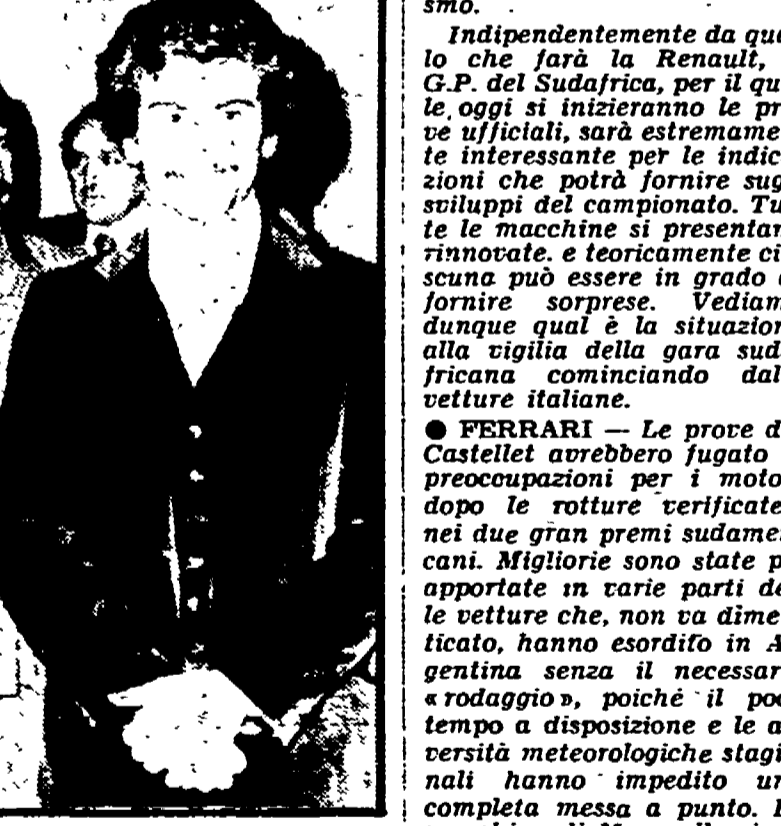 smo.
Indipendentemente da que
lo che farà la Renault,
G.P. del Sudafrica, per il qu
le, oggi si inizieranno le pr
ve ufficiali, sarà estremame
te interessante per le indic
zioni che potrà fornire sug
sviluppi del campionato. Tu
te le macchine si presentan
rinnovate. e teoricamente ci
scuna può essere in grado
fornire sorprese. Vediam
dunque qual è la situazion
alla vigilia della gara sud
fricana cominciando dal
vetture italiane.
● FERRARI — Le prove d
Castellet avrebbero fugato
preoccupazioni per i moto
dopo le rotture verificate
nei due gran premi sudame
cani. Migliorie sono state p
apportate in varie parti de
le vetture che, non va dime
ticato, hanno esordito in A
gentina senza il necessar
« rodaggio », poiché il po
tempo a disposizione e le a
versità meteorologiche stagi
nali hanno impedito un
completa messa a punto.